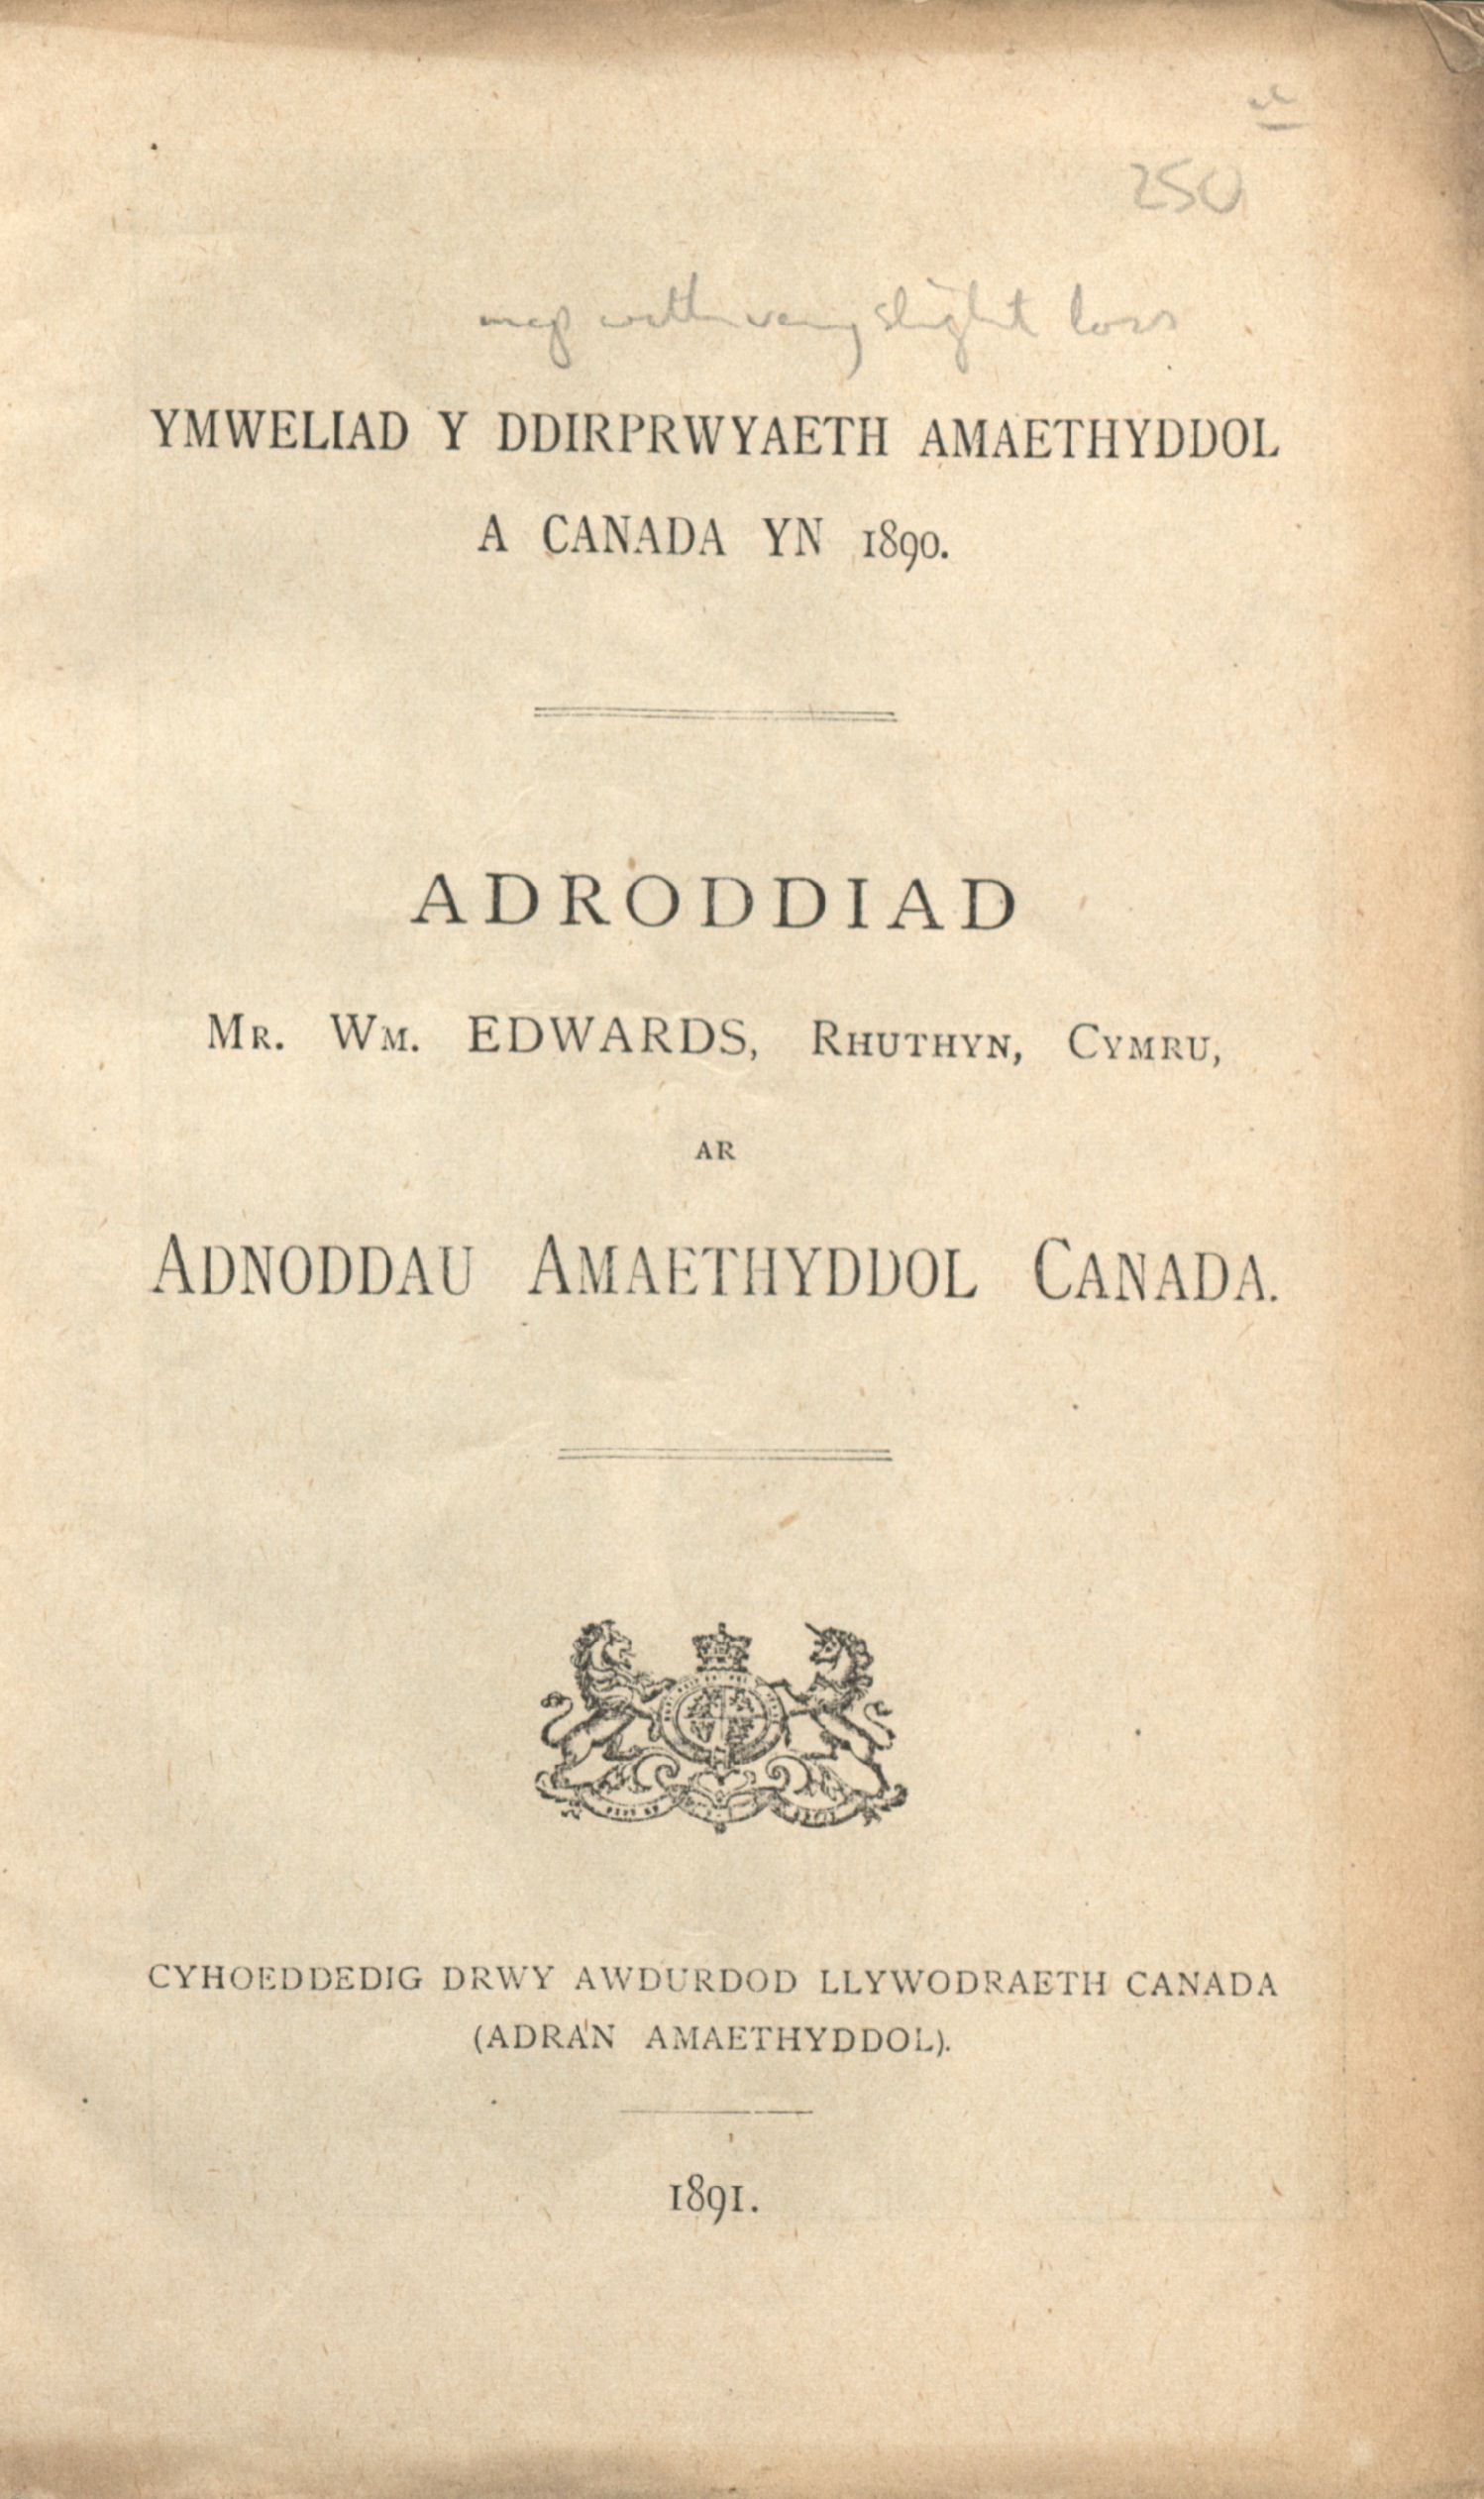 250
map with very slight loss
YMWELIAD Y DDIRPRWYAETH AMAETHYDDOL
A CANADA YN 1890.
ADRODDIAD
MR. WM. EDWARDS, RHUTHYN, CYMRU,
AR
ADNODDAU AMAETHYDDOL CANADA.
CYHOEDDEDIG DRWY AWDURDOD LLYWODRAETH CANADA
(ADRAN AMAETHYDDOL).
1891.